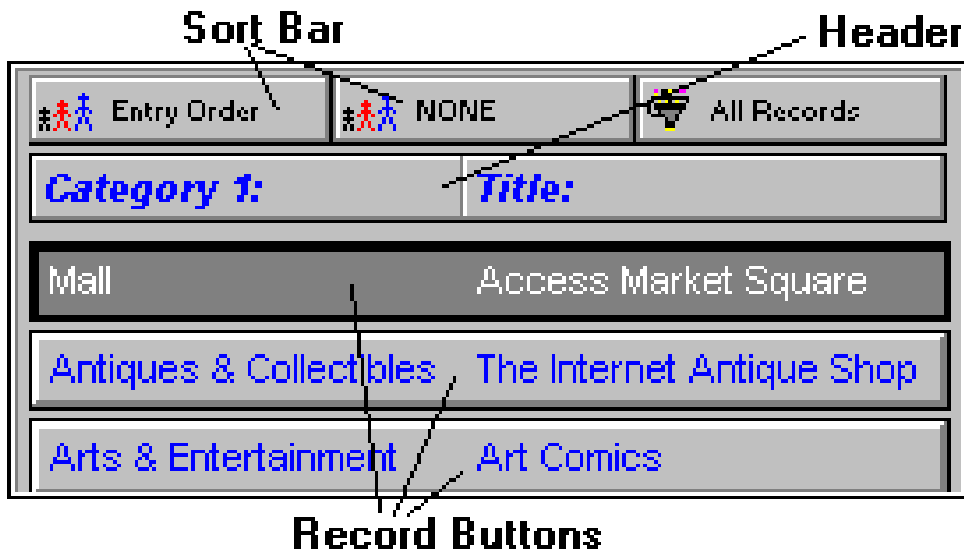 Sort Bar Header
Entry Order NONE All Records
Category 1: Title:
Mall Access Market Square
Antiques & Collectibles The Internet Antique Shop
Arts & Entertainment Art Comics
Record Buttons